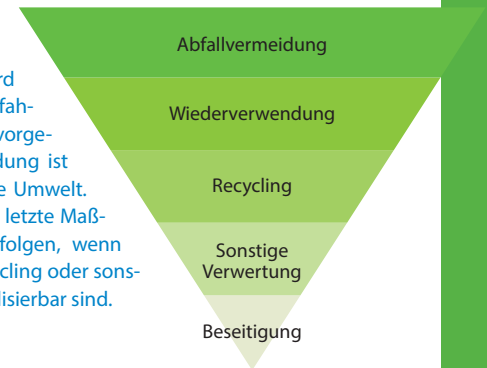 rd
fah-
vorge-
dung ist
e Umwelt.
letzte Maß-
folgen, wenn
cling oder sons-
lisierbar sind.
Abfallvermeidung
Wiederverwendung
Recycling
Sonstige
Verwertung
Beseitigung